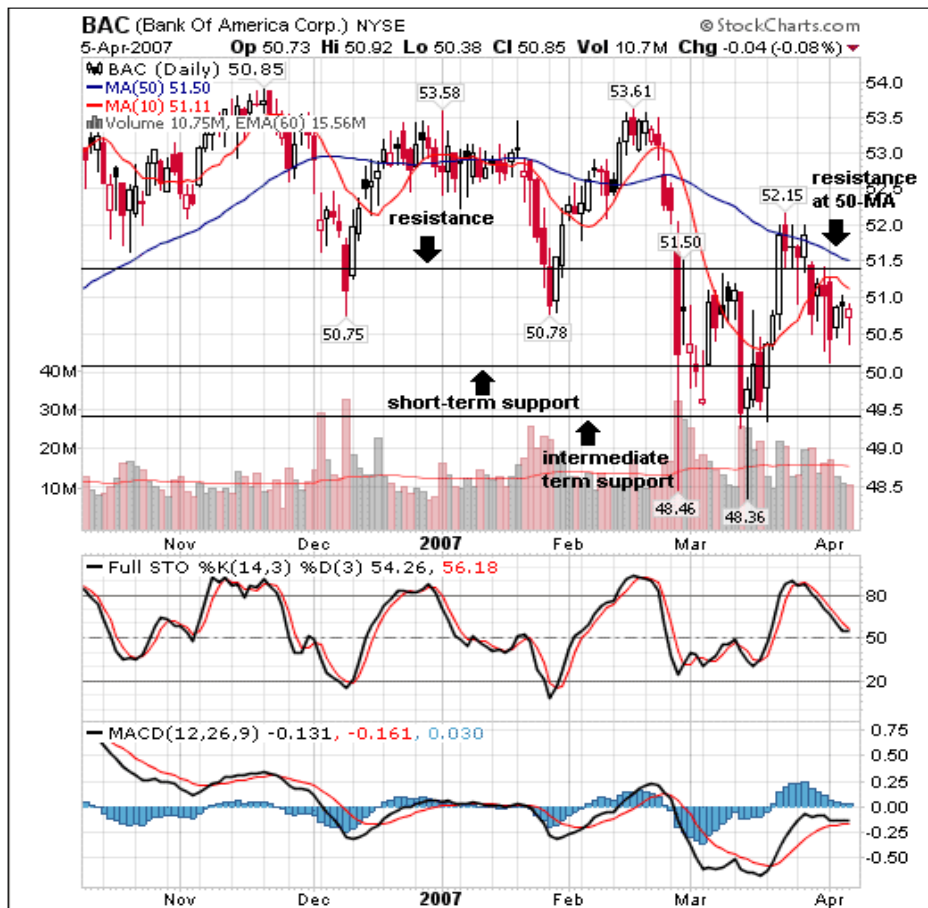 BAC (Bank Of America Corp.) NYSE © StockCharts.com
5-Apr-2007 Op 50.73 Hi 50.92 Lo 50.38 Cl 50.85 Vol 10.7M Chg -0.04 (-0.08%)
BAC (Daily) 50.85
MA(50) 51.50
MA(10) 51.11
Volume 10.75M, EMA(60) 15.56M
53.58
53.61
52.15
51.50
50.75
50.78
48.46
48.36
resistance
resistance
at 50-MA
short-term support
intermediate
term support
54.0
53.5
53.0
52.5
52.0
51.5
51.0
50.5
50.0
49.5
49.0
48.5
40M
30M
20M
10M
Nov Dec 2007 Feb Mar Apr
Full STO %K(14,3) %D(3) 54.26, 56.18
80
50
20
MACD(12,26,9) -0.131, -0.161, 0.030
0.75
0.50
0.25
0.00
-0.25
-0.50
Nov Dec 2007 Feb Mar Apr